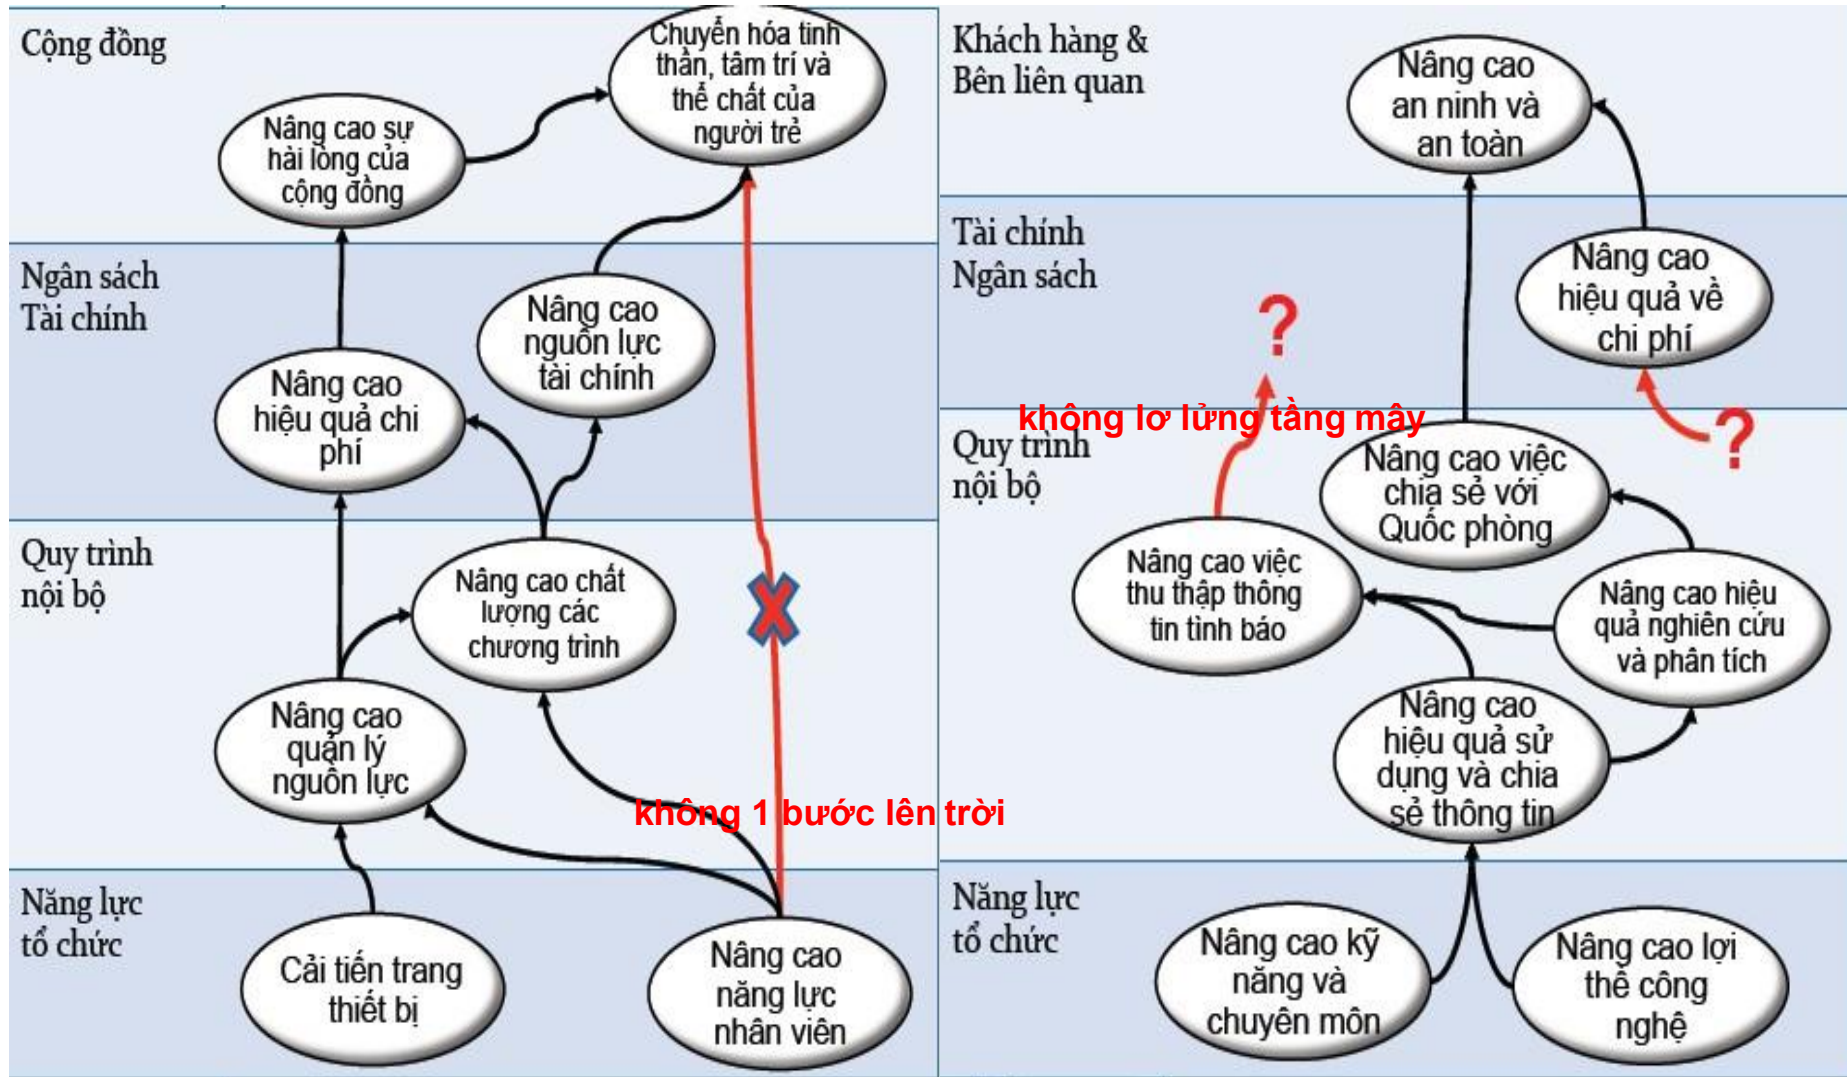 Cộng đồng
Chuyển hóa tinh
thần, tâm trí và
thể chất của
người trẻ
Nâng cao sự
hài lòng của
cộng đồng
Ngân sách
Tài chính
Nâng cao
nguồn lực
tài chính
Nâng cao
hiệu quả chi
phí
Quy trình
nội bộ
Nâng cao chất
lượng các
chương trình
X
Nâng cao
quản lý
nguồn lực
không 1 bước lên trời
Năng lực
tổ chức
Cải tiến trang
thiết bị
Nâng cao
năng lực
nhân viên
Khách hàng &
Bên liên quan
Nâng cao
an ninh và
an toàn
Tài chính
Ngân sách
Nâng cao
hiệu quả về
chi phí
?
không lơ lửng tầng mây
?
Quy trình
nội bộ
Nâng cao việc
chia sẻ với
Quốc phòng
Nâng cao việc
thu thập thông
tin tình báo
Nâng cao hiệu
quả nghiên cứu
và phân tích
Nâng cao
hiệu quả sử
dụng và chia
sẻ thông tin
Năng lực
tổ chức
Nâng cao kỹ
năng và
chuyên môn
Nâng cao lợi
thế công
nghệ